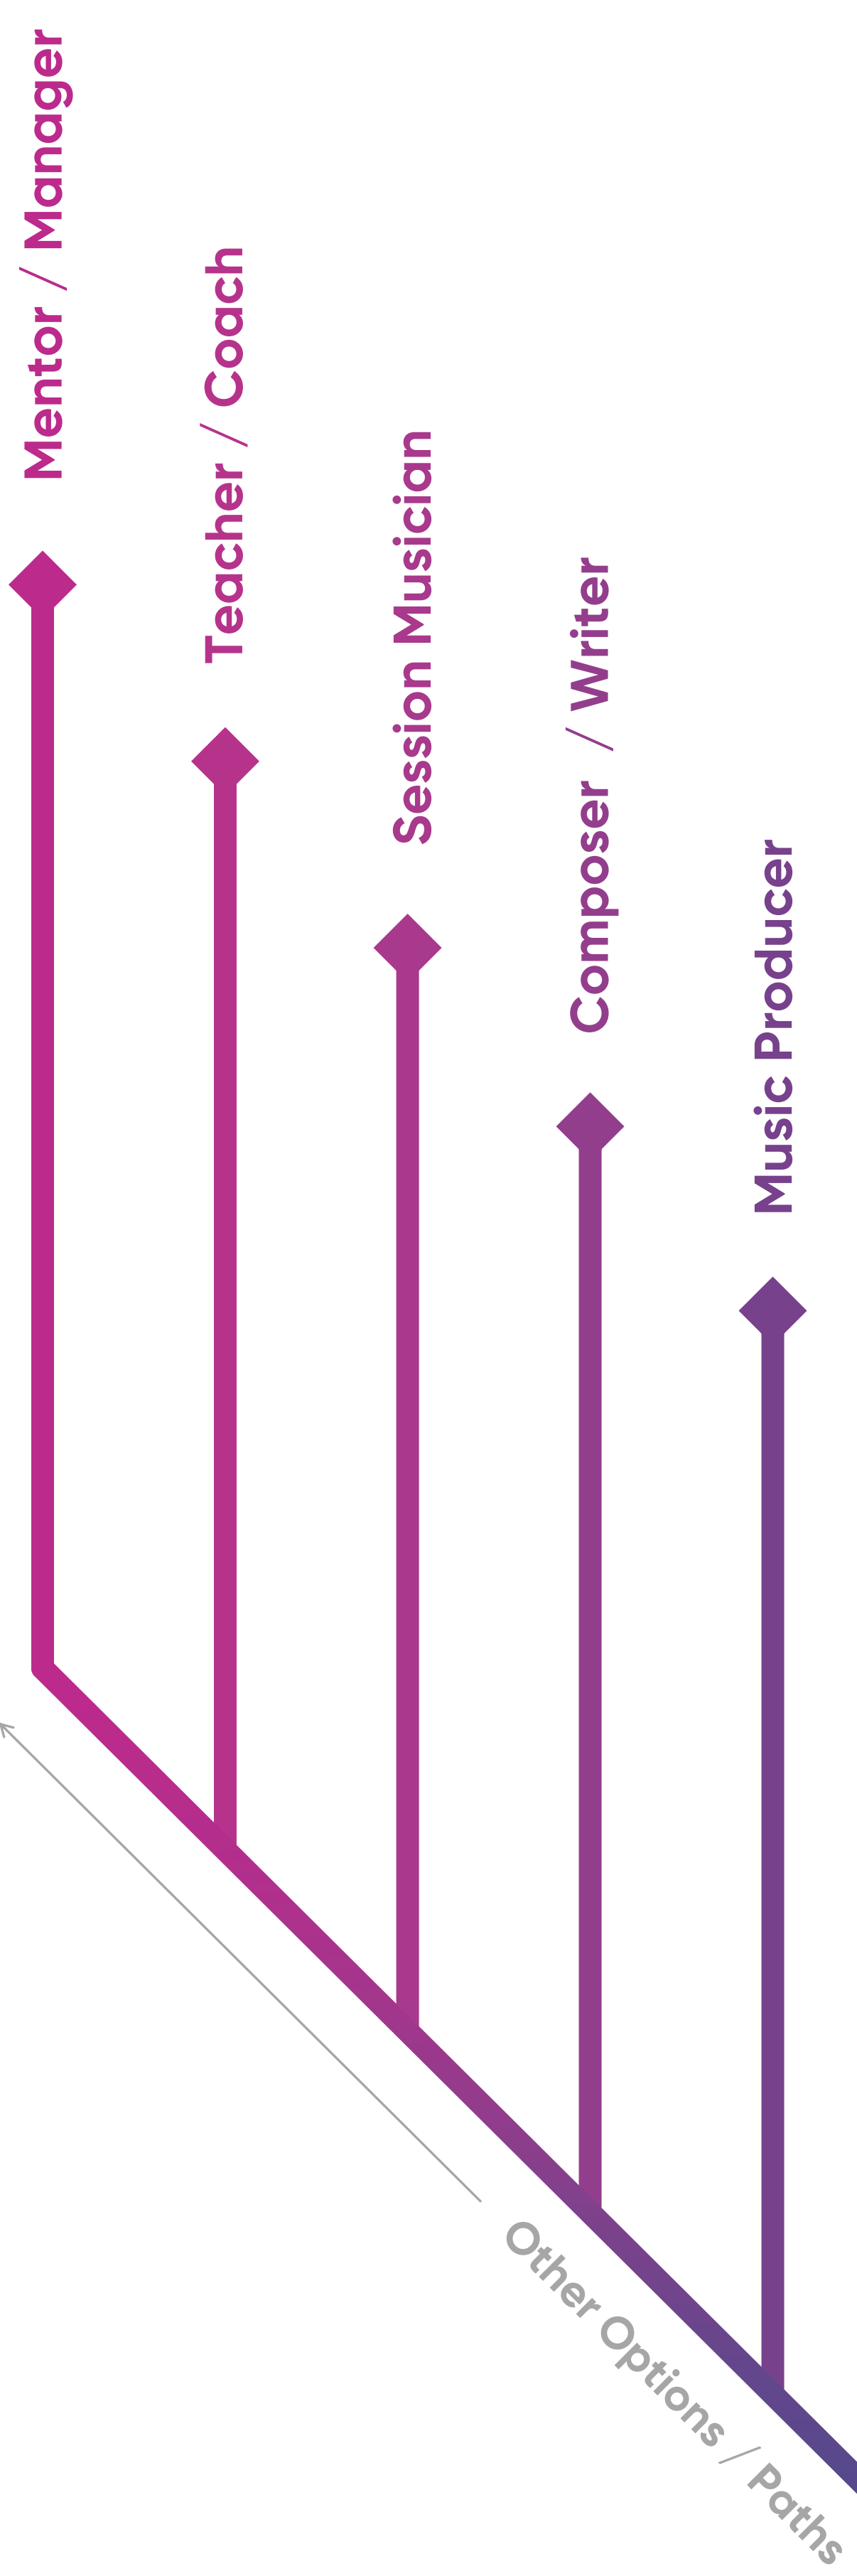 Mentor / Manager
Teacher / Coach
Session Musician
Composer / Writer
Music Producer
Other Options / Paths